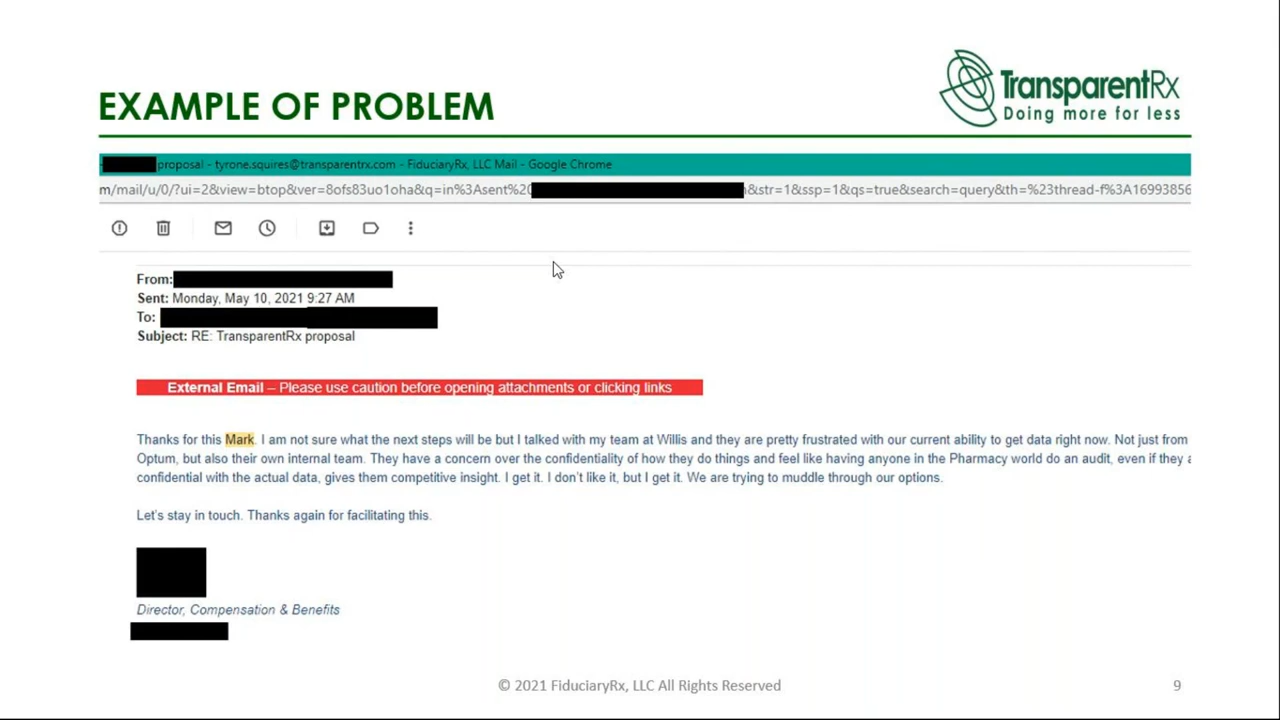 TransparentRx
Doing more for less
EXAMPLE OF PROBLEM
proposal - tyrone.squires@transparentrx.com - FiduciaryRx, LLC Mail - Google Chrome
m/mail/u/0/?ui=2&view=btop&ver=8ofs83uo1oha&q=in%3Asent%20 &str=1&ssp=1&qs=true&search=query&th=%23thread-f%3A16993856
From:
Sent: Monday, May 10, 2021 9:27 AM
To:
Subject: RE: TransparentRx proposal
External Email – Please use caution before opening attachments or clicking links
Thanks for this Mark. I am not sure what the next steps will be but I talked with my team at Willis and they are pretty frustrated with our current ability to get data right now. Not just from
Optum, but also their own internal team. They have a concern over the confidentiality of how they do things and feel like having anyone in the Pharmacy world do an audit, even if they a
confidential with the actual data, gives them competitive insight. I get it. I don't like it, but I get it. We are trying to muddle through our options.
Let's stay in touch. Thanks again for facilitating this.
Director, Compensation & Benefits
© 2021 FiduciaryRx, LLC All Rights Reserved
9